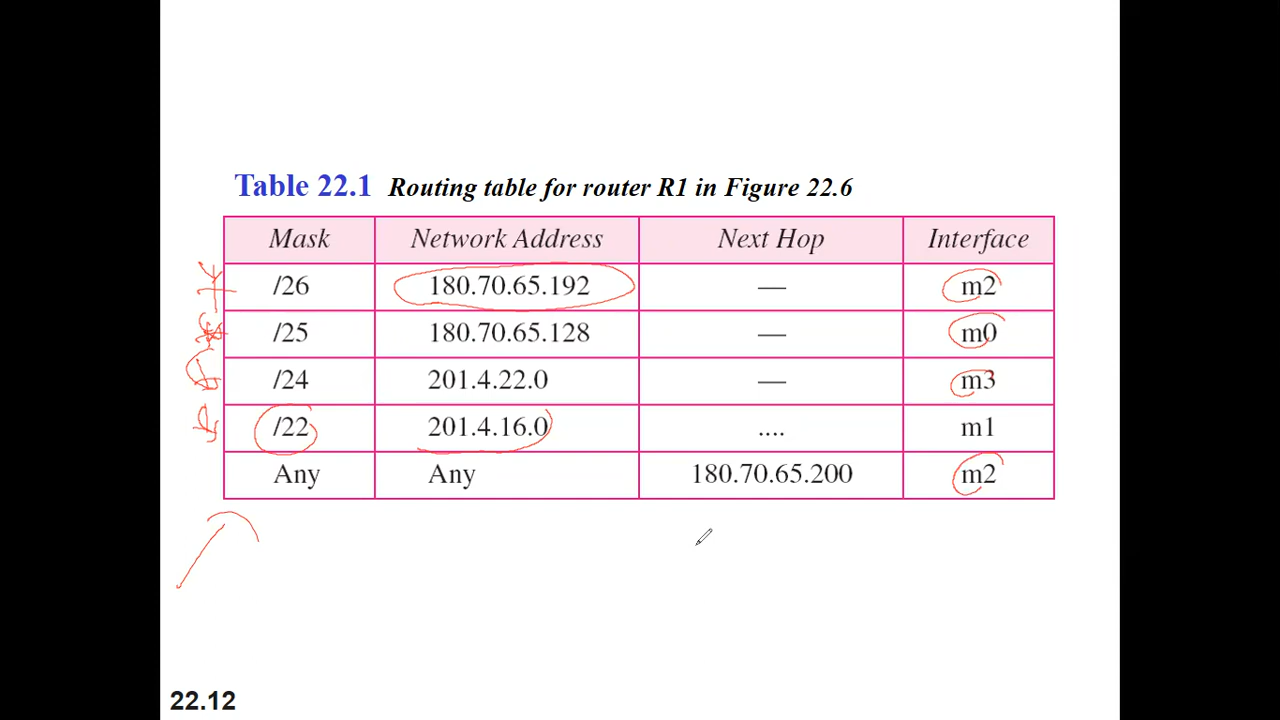 Table 22.1 Routing table for router R1 in Figure 22.6
Mask Network Address Next Hop Interface
/26 180.70.65.192 — m2
/25 180.70.65.128 — m0
/24 201.4.22.0 — m3
/22 201.4.16.0 .... m1
Any Any 180.70.65.200 m2
22.12